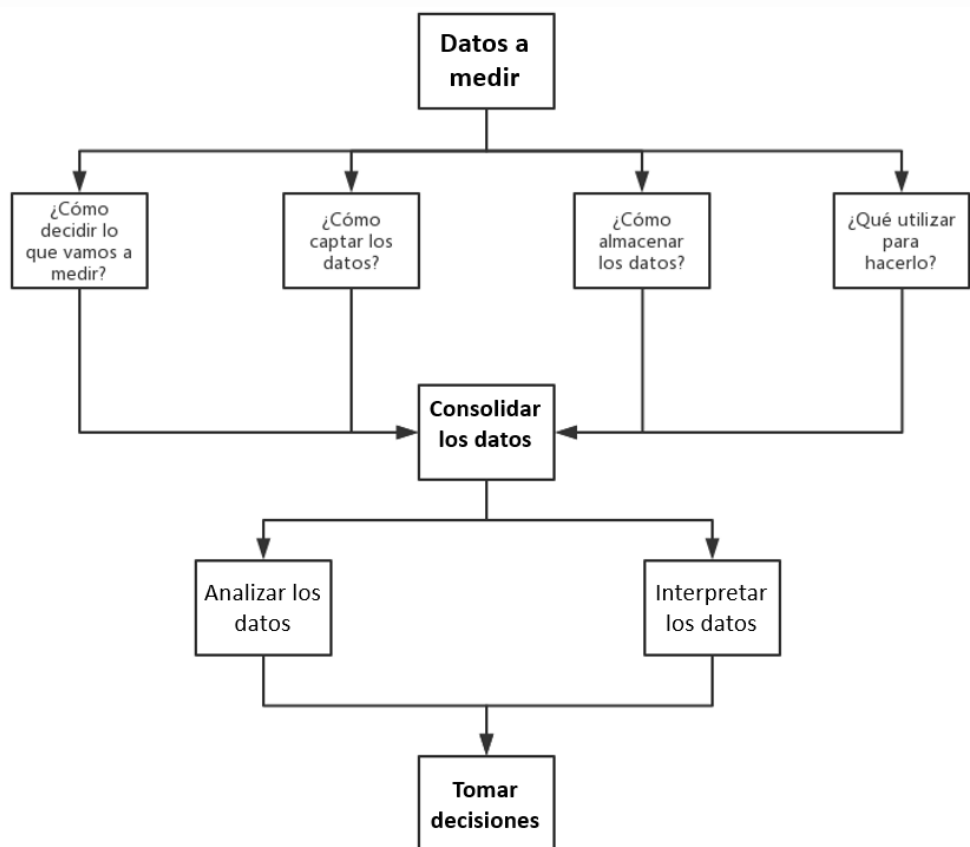 Datos a
medir
¿Cómo
decidir lo
que vamos a
medir?
¿Cómo
captar los
datos?
¿Cómo
almacenar
los datos?
¿Qué utilizar
para
hacerlo?
Consolidar
los datos
Analizar los
datos
Interpretar
los datos
Tomar
decisiones